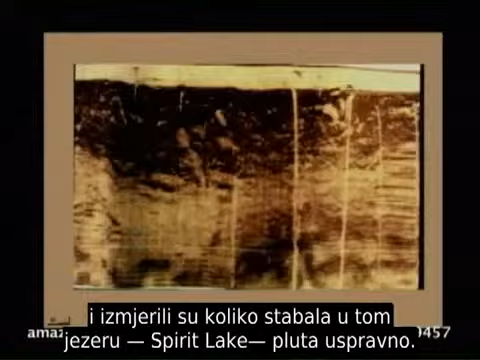 i izmjerili su koliko stabala u tom
jezeru — Spirit Lake— pluta uspravno.